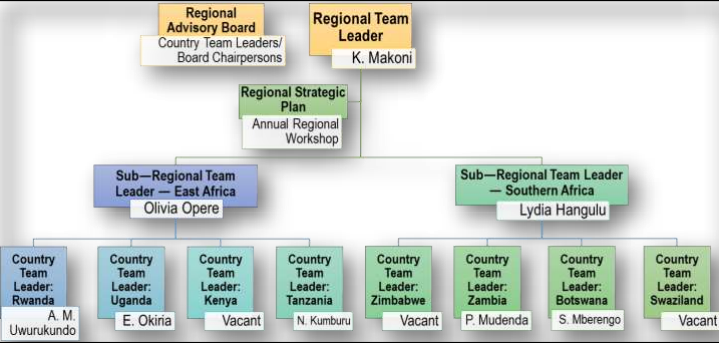 Regional
Advisory Board
Country Team Leaders/
Board Chairpersons
Regional Team
Leader
K. Makoni
Regional Strategic
Plan
Annual Regional
Workshop
Sub—Regional Team
Leader — East Africa
Olivia Opere
Sub—Regional Team Leader
— Southern Africa
Lydia Hangulu
Country
Team
Leader:
Rwanda
A. M.
Uwurukundo
Country
Team
Leader:
Uganda
E. Okiria
Country
Team
Leader:
Kenya
Vacant
Country
Team
Leader:
Tanzania
N. Kumburu
Country
Team
Leader:
Zimbabwe
Vacant
Country
Team
Leader:
Zambia
P. Mudenda
Country
Team
Leader:
Botswana
S. Mberengo
Country
Team
Leader:
Swaziland
Vacant